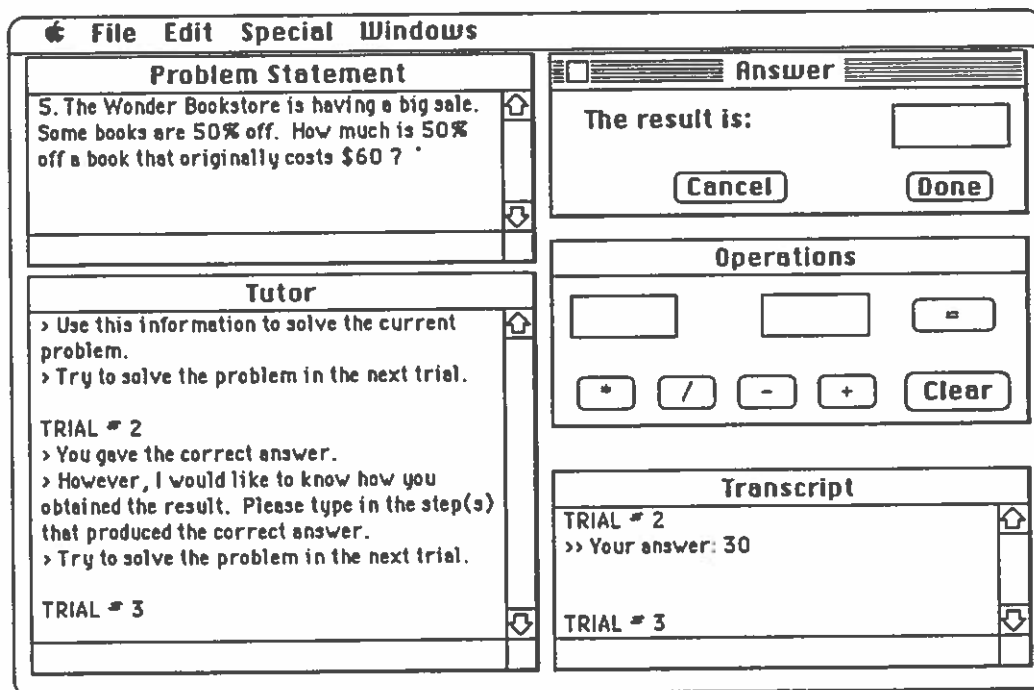 File Edit Special Windows
Problem Statement
5. The Wonder Bookstore is having a big sale.
Some books are 50% off. How much is 50%
off a book that originally costs $60 ?
Answer
The result is:
Cancel
Done
Operations
=
* / - + Clear
Tutor
> Use this information to solve the current
problem.
> Try to solve the problem in the next trial.
TRIAL # 2
> You gave the correct answer.
> However, I would like to know how you
obtained the result. Please type in the step(s)
that produced the correct answer.
> Try to solve the problem in the next trial.
TRIAL # 3
Transcript
TRIAL # 2
>> Your answer: 30
TRIAL # 3